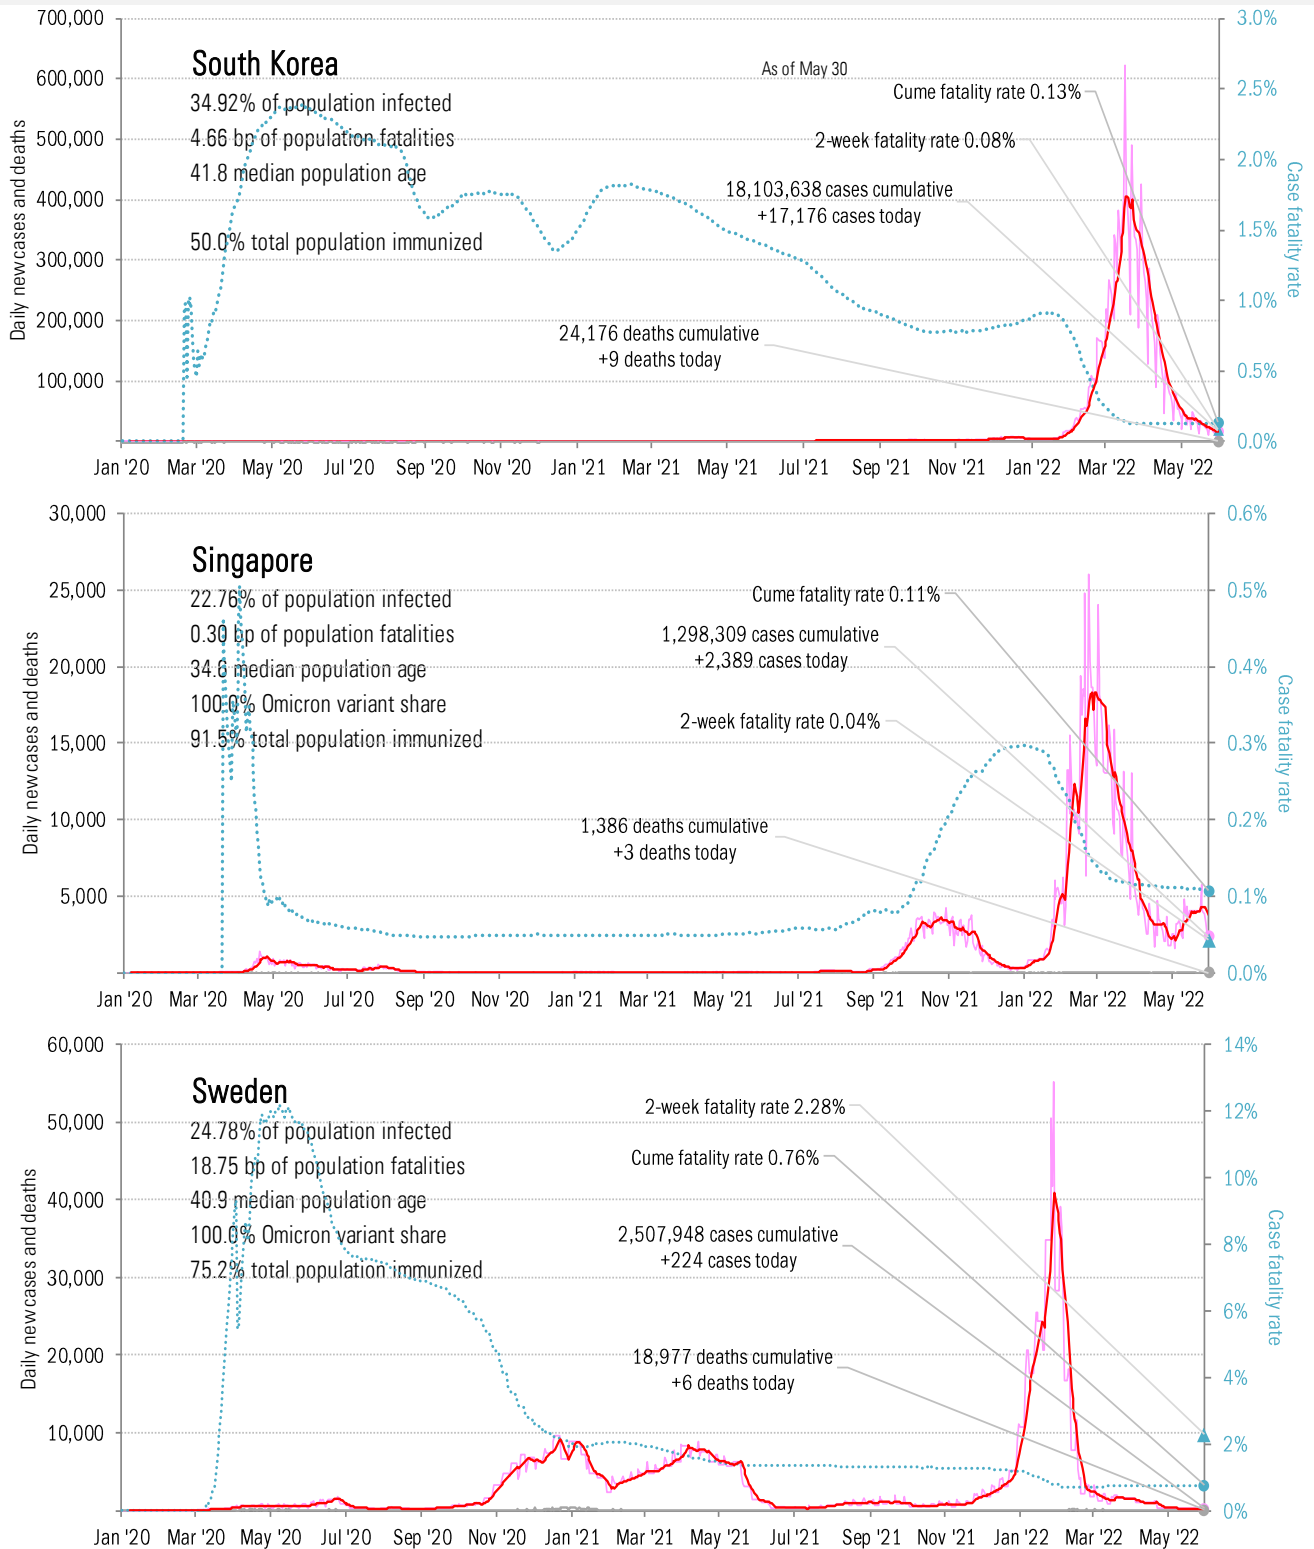 700,000
600,000
500,000
400,000
300,000
200,000
100,000
Daily new cases and deaths
South Korea
34.92% of population infected
4.66 bp of population fatalities
41.8 median population age
50.0% total population immunized
As of May 30
Cume fatality rate 0.13%
2-week fatality rate 0.08%
18,103,638 cases cumulative
+17,176 cases today
24,176 deaths cumulative
+9 deaths today
3.0%
2.5%
2.0%
1.5%
1.0%
0.5%
0.0%
Case fatality rate
Jan '20 Mar '20 May '20 Jul '20 Sep '20 Nov '20 Jan '21 Mar '21 May '21 Jul '21 Sep '21 Nov '21 Jan '22 Mar '22 May '22
30,000
25,000
20,000
15,000
10,000
5,000
Daily new cases and deaths
Singapore
22.76% of population infected
0.30 bp of population fatalities
34.6 median population age
100.0% Omicron variant share
91.5% total population immunized
Cume fatality rate 0.11%
1,298,309 cases cumulative
+2,389 cases today
2-week fatality rate 0.04%
1,386 deaths cumulative
+3 deaths today
0.6%
0.5%
0.4%
0.3%
0.2%
0.1%
0.0%
Case fatality rate
Jan '20 Mar '20 May '20 Jul '20 Sep '20 Nov '20 Jan '21 Mar '21 May '21 Jul '21 Sep '21 Nov '21 Jan '22 Mar '22 May '22
60,000
50,000
40,000
30,000
20,000
10,000
Daily new cases and deaths
Sweden
24.78% of population infected
18.75 bp of population fatalities
40.9 median population age
100.0% Omicron variant share
75.2% total population immunized
2-week fatality rate 2.28%
Cume fatality rate 0.76%
2,507,948 cases cumulative
+224 cases today
18,977 deaths cumulative
+6 deaths today
14%
12%
10%
8%
6%
4%
2%
0%
Case fatality rate
Jan '20 Mar '20 May '20 Jul '20 Sep '20 Nov '20 Jan '21 Mar '21 May '21 Jul '21 Sep '21 Nov '21 Jan '22 Mar '22 May '22